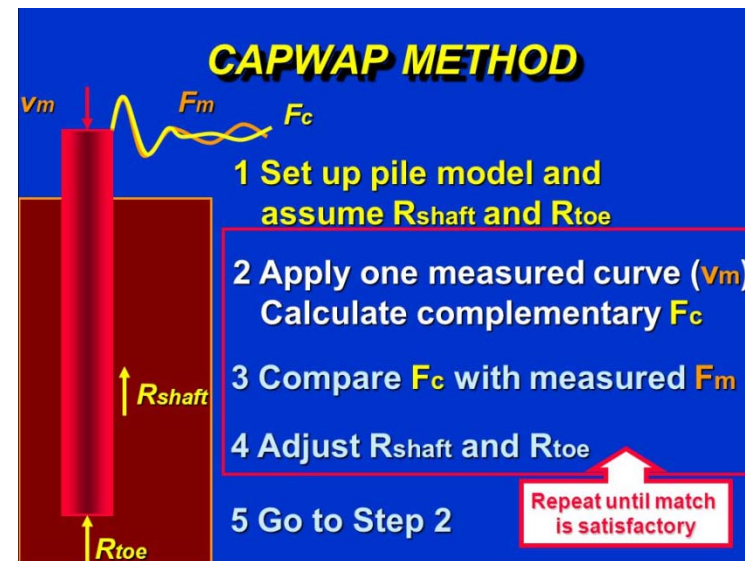 CAPWAP METHOD
vm
Fm
Fc
1 Set up pile model and
assume Rshaft and Rtoe
2 Apply one measured curve (vm)
Calculate complementary Fc
3 Compare Fc with measured Fm
4 Adjust Rshaft and Rtoe
5 Go to Step 2
Repeat until match
is satisfactory
Rshaft
Rtoe